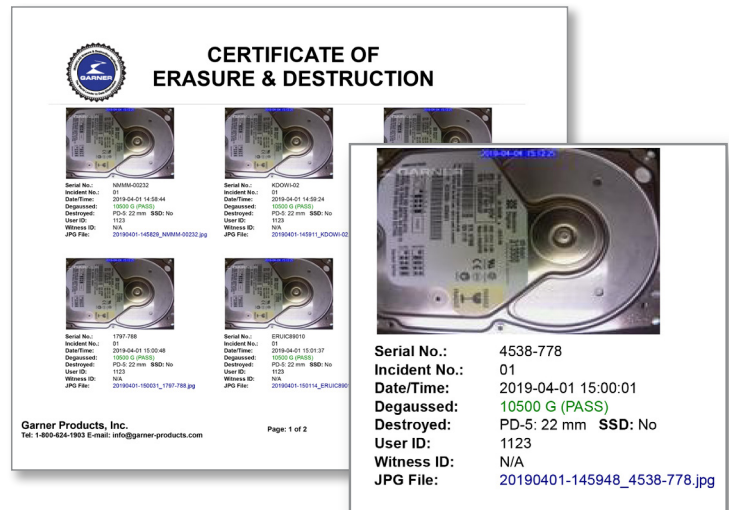 GARNER
CERTIFICATE OF
ERASURE & DESTRUCTION
Serial No.: NMMM-00232
Incident No.: 01
Date/Time: 2019-04-01 14:58:44
Degaussed: 10500 G (PASS)
Destroyed: PD-5: 22 mm SSD: No
User ID: 1123
Witness ID: N/A
JPG File: 20190401-145829_NMMM-00232.jpg
Serial No.: KDOWI-02
Incident No.: 01
Date/Time: 2019-04-01 14:59:24
Degaussed: 10500 G (PASS)
Destroyed: PD-5: 22 mm SSD: No
User ID: 1123
Witness ID: N/A
JPG File: 20190401-145911_KDOWI-02
Serial No.: 1797-788
Incident No.: 01
Date/Time: 2019-04-01 15:00:48
Degaussed: 10500 G (PASS)
Destroyed: PD-5: 22 mm SSD: No
User ID: 1123
Witness ID: N/A
JPG File: 20190401-150031_1797-788.jpg
Serial No.: ERUIC89010
Incident No.: 01
Date/Time: 2019-04-01 15:01:37
Degaussed: 10500 G (PASS)
Destroyed: PD-5: 22 mm SSD: No
User ID: 1123
Witness ID: N/A
JPG File: 20190401-150114_ERUIC8901
Garner Products, Inc.
Tel: 1-800-624-1903 E-mail: info@garner-products.com
Page: 1 of 2
GARNER
Serial No.: 4538-778
Incident No.: 01
Date/Time: 2019-04-01 15:00:01
Degaussed: 10500 G (PASS)
Destroyed: PD-5: 22 mm SSD: No
User ID: 1123
Witness ID: N/A
JPG File: 20190401-145948_4538-778.jpg